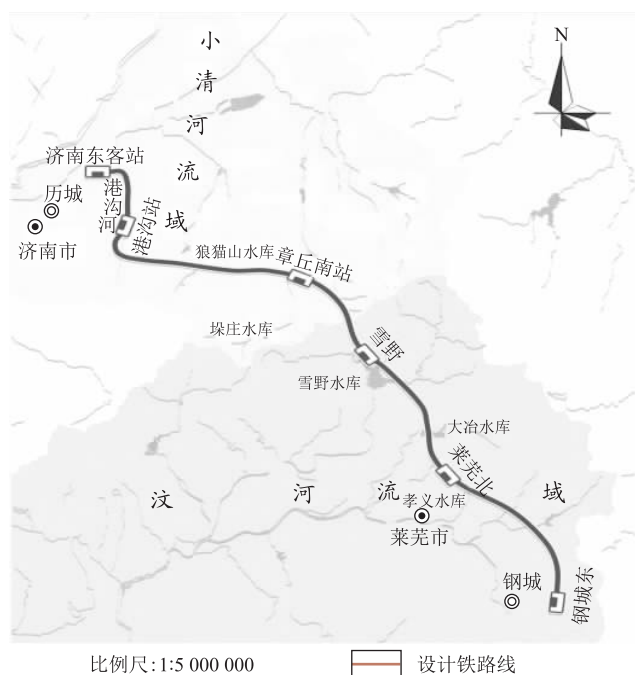 小清河流域
N
济南东客站
历城
港沟河
港沟站
济南市
狼猫山水库
章丘南站
垛庄水库
雪野
雪野水库
大冶水库
莱芜北
汶河流域
孝义水库
莱芜市
钢城
钢城东
比例尺:1:5 000 000
设计铁路线